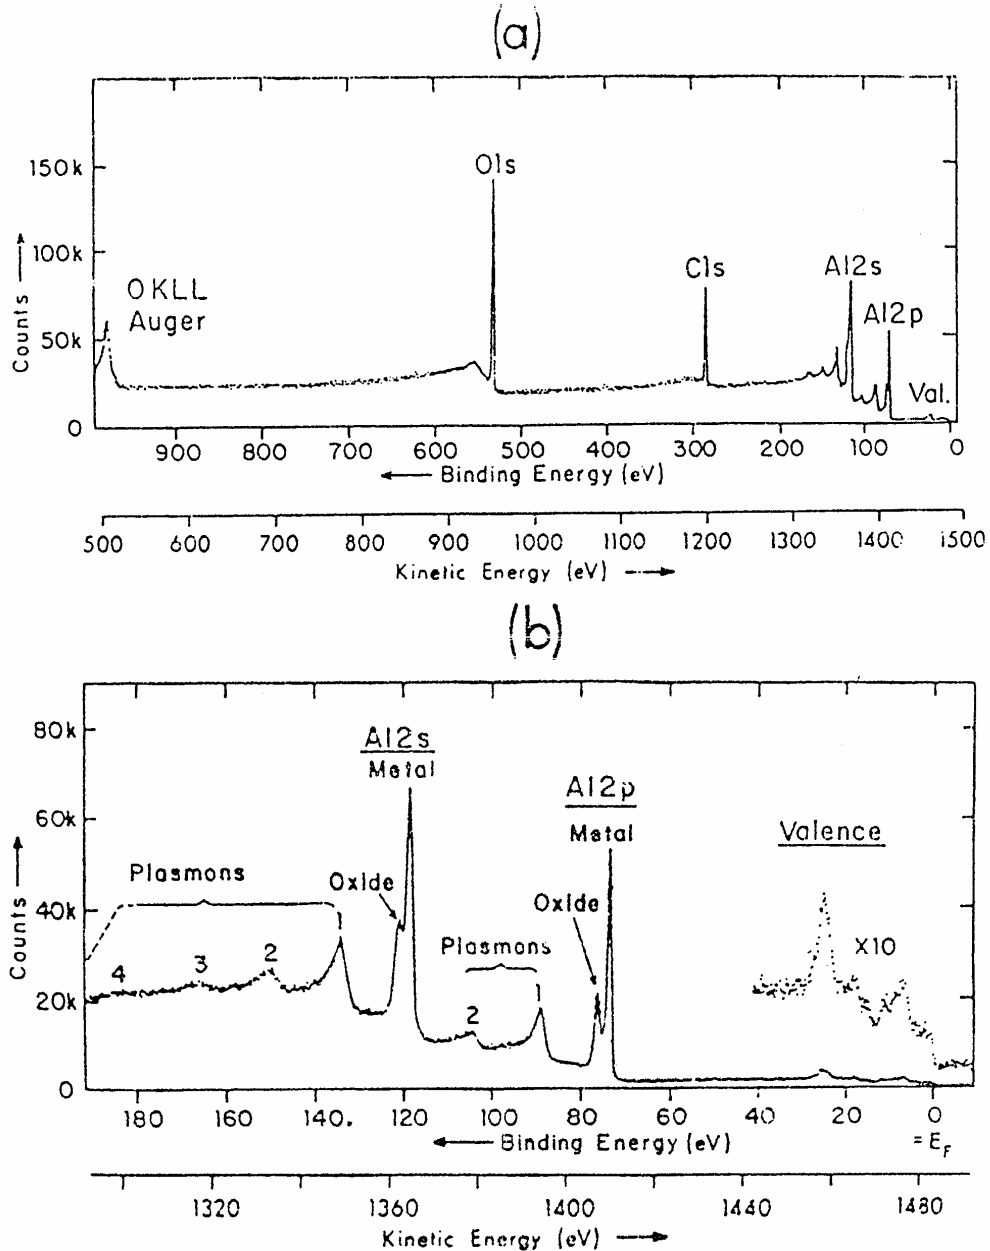 (a)
150k
100k
50k
0
Counts
O KLL
Auger
O1s
C1s
Al2s
Al2p
Val.
900 800 700 600 500 400 300 200 100 0
Binding Energy (eV)
500 600 700 800 900 1000 1100 1200 1300 1400 1500
Kinetic Energy (eV)
(b)
80k
60k
40k
20k
0
Counts
Al2s
Metal
Al2p
Metal
Valence
Plasmons
Oxide
Oxide
Plasmons
X10
4 3 2
2
180 160 140. 120 100 80 60 40 20 0
Binding Energy (eV)
= EF
1320 1360 1400 1440 1480
Kinetic Energy (eV)